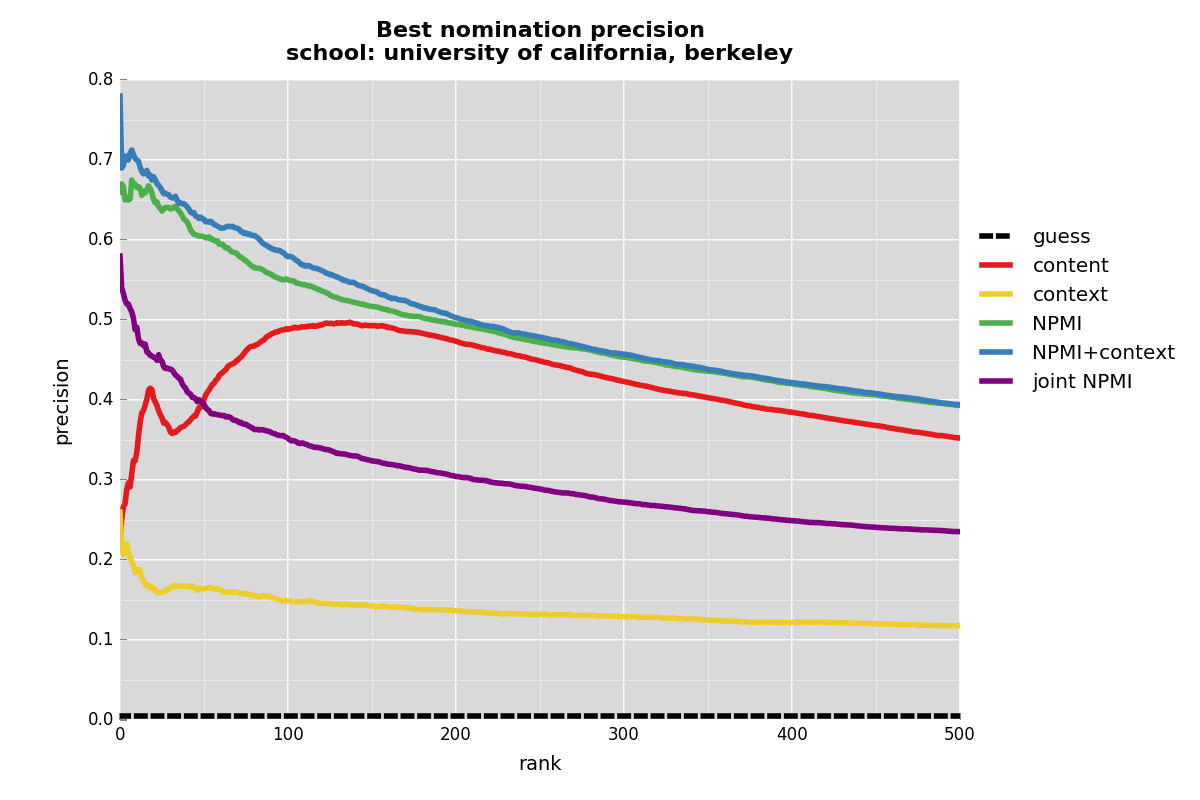 Best nomination precision
school: university of california, berkeley
precision
0.8
0.7
0.6
0.5
0.4
0.3
0.2
0.1
0.0
0
100
200
300
400
500
rank
guess
content
context
NPMI
NPMI+context
joint NPMI